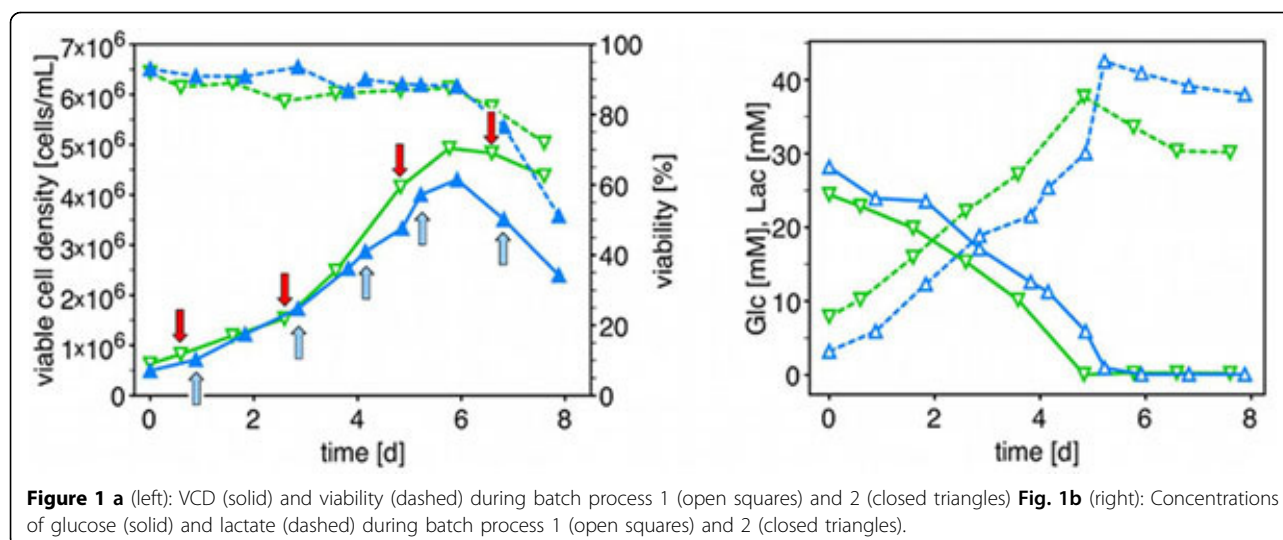 7x10⁶
6x10⁶
5x10⁶
4x10⁶
3x10⁶
2x10⁶
1x10⁶
0
viable cell density [cells/mL]
100
80
60
40
20
0
viability [%]
0 2 4 6 8
time [d]
40
30
20
10
0
Glc [mM], Lac [mM]
0 2 4 6 8
time [d]
Figure 1 a (left): VCD (solid) and viability (dashed) during batch process 1 (open squares) and 2 (closed triangles) Fig. 1b (right): Concentrations
of glucose (solid) and lactate (dashed) during batch process 1 (open squares) and 2 (closed triangles).